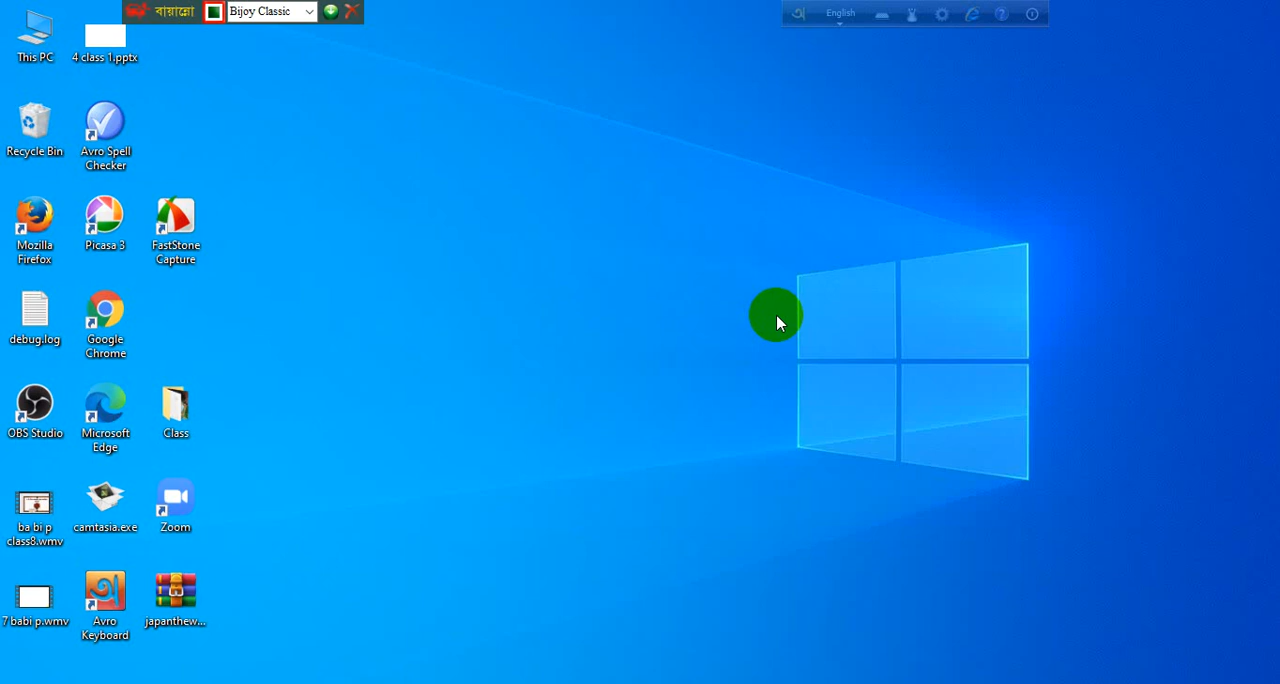 বায়ান্নো
Bijoy Classic
English
This PC
4 class 1.pptx
Recycle Bin
Avro Spell
Checker
Mozilla
Firefox
Picasa 3
FastStone
Capture
debug.log
Google
Chrome
OBS Studio
Microsoft
Edge
Class
ba bi p
class8.wmv
camtasia.exe
Zoom
7 babi p.wmv
Avro
Keyboard
japanthew...